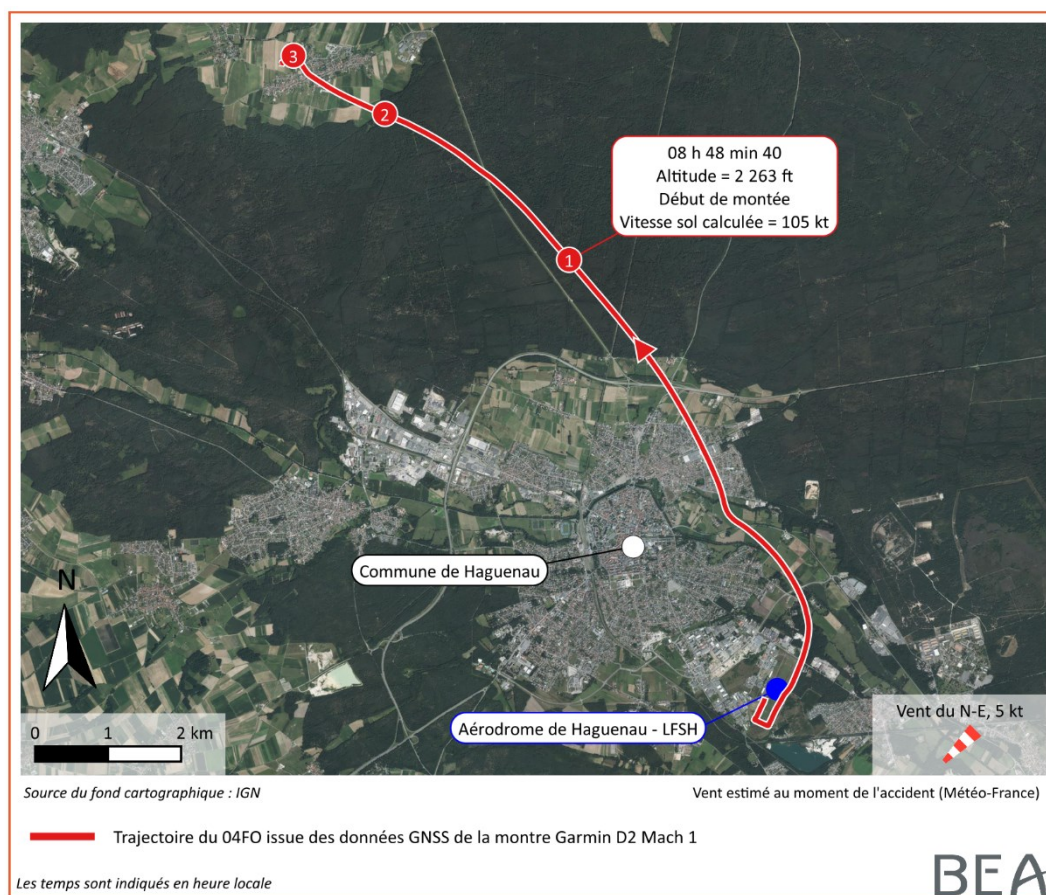 3
2
08 h 48 min 40
Altitude = 2 263 ft
Début de montée
Vitesse sol calculée = 105 kt
1
Commune de Haguenau
N
Aérodrome de Haguenau - LFSH
Vent du N-E, 5 kt
0 1 2 km
Source du fond cartographique : IGN
Vent estimé au moment de l'accident (Météo-France)
Trajectoire du 04FO issue des données GNSS de la montre Garmin D2 Mach 1
Les temps sont indiqués en heure locale
BEA